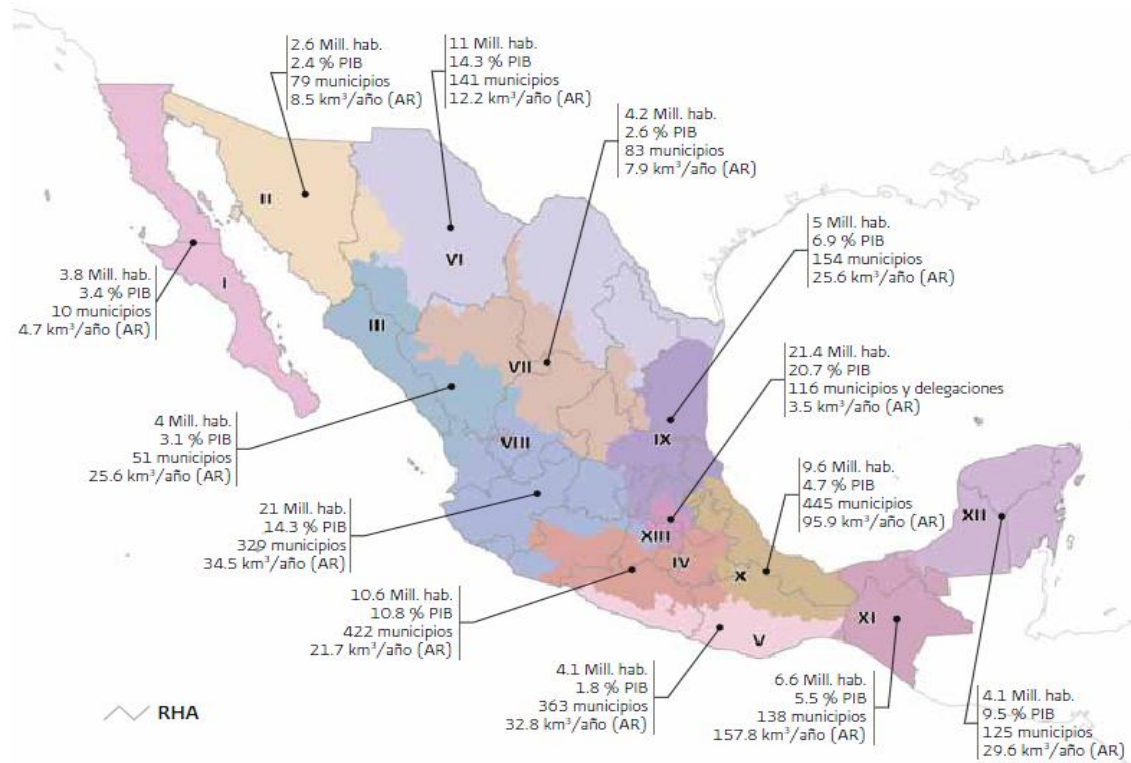 2.6 Mill. hab.
2.4 % PIB
79 municipios
8.5 km³/año (AR)
11 Mill. hab.
14.3 % PIB
141 municipios
12.2 km³/año (AR)
4.2 Mill. hab.
2.6 % PIB
83 municipios
7.9 km³/año (AR)
5 Mill. hab.
6.9 % PIB
154 municipios
25.6 km³/año (AR)
3.8 Mill. hab.
3.4 % PIB
10 municipios
4.7 km³/año (AR)
21.4 Mill. hab.
20.7 % PIB
116 municipios y delegaciones
3.5 km³/año (AR)
4 Mill. hab.
3.1 % PIB
51 municipios
25.6 km³/año (AR)
9.6 Mill. hab.
4.7 % PIB
445 municipios
95.9 km³/año (AR)
21 Mill. hab.
14.3 % PIB
329 municipios
34.5 km³/año (AR)
10.6 Mill. hab.
10.8 % PIB
422 municipios
21.7 km³/año (AR)
4.1 Mill. hab.
1.8 % PIB
363 municipios
32.8 km³/año (AR)
6.6 Mill. hab.
5.5 % PIB
138 municipios
157.8 km³/año (AR)
4.1 Mill. hab.
9.5 % PIB
125 municipios
29.6 km³/año (AR)
I
II
III
IV
V
VI
VII
VIII
IX
X
XI
XII
XIII
RHA